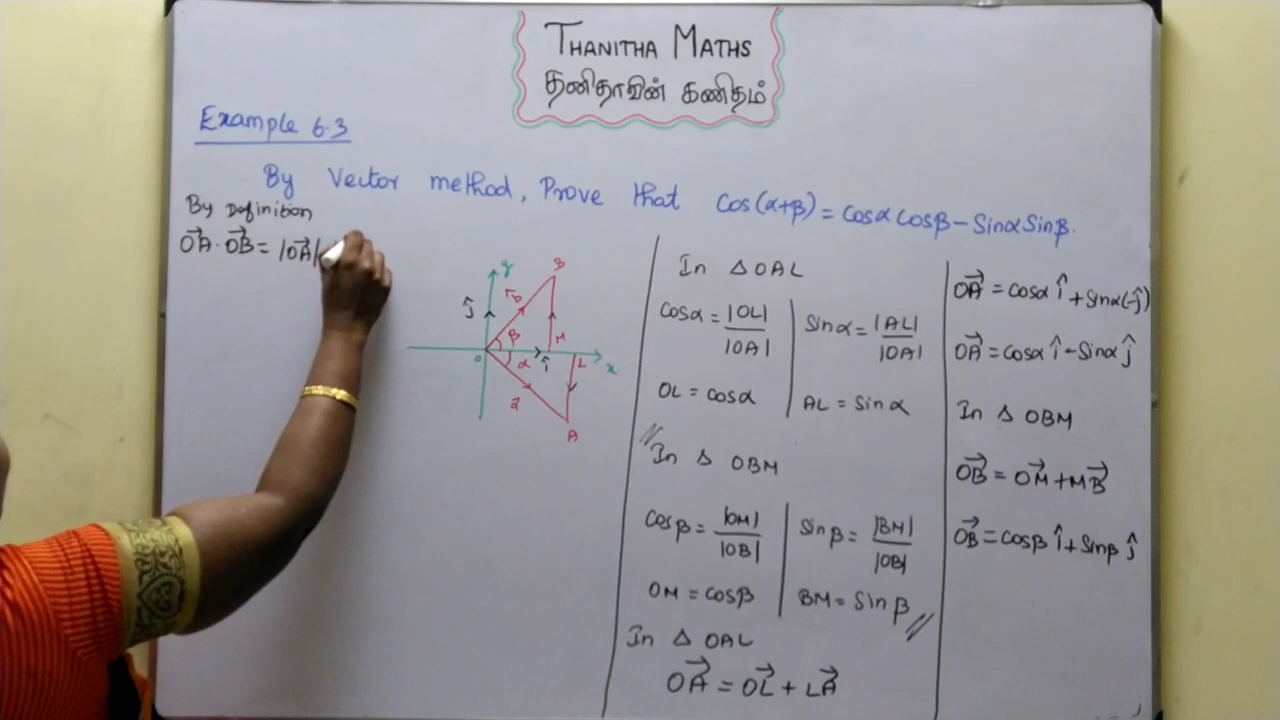 THANITHA MATHS
தனிதாவின் கணிதம்
Example 6.3
By Vector method, Prove that Cos(α+β) = Cosα Cosβ − Sinα Sinβ.
By Definition
OA⃗ · OB⃗ = |OA⃗|
y
B
b⃗
ĵ
β
M
O
α
î
L
x
a⃗
A
In △ OAL
Cosα = |OL| / |OA|
Sinα = |AL| / |OA|
OL = Cosα
AL = Sinα
// In △ OBM
Cosβ = |OM| / |OB|
Sinβ = |BM| / |OB|
OM = Cosβ
BM = Sinβ //
In △ OAL
OA⃗ = OL⃗ + LA⃗
OA⃗ = Cosα î + Sinα(−ĵ)
OA⃗ = Cosα î − Sinα ĵ
In △ OBM
OB⃗ = OM⃗ + MB⃗
OB⃗ = Cosβ î + Sinβ ĵ